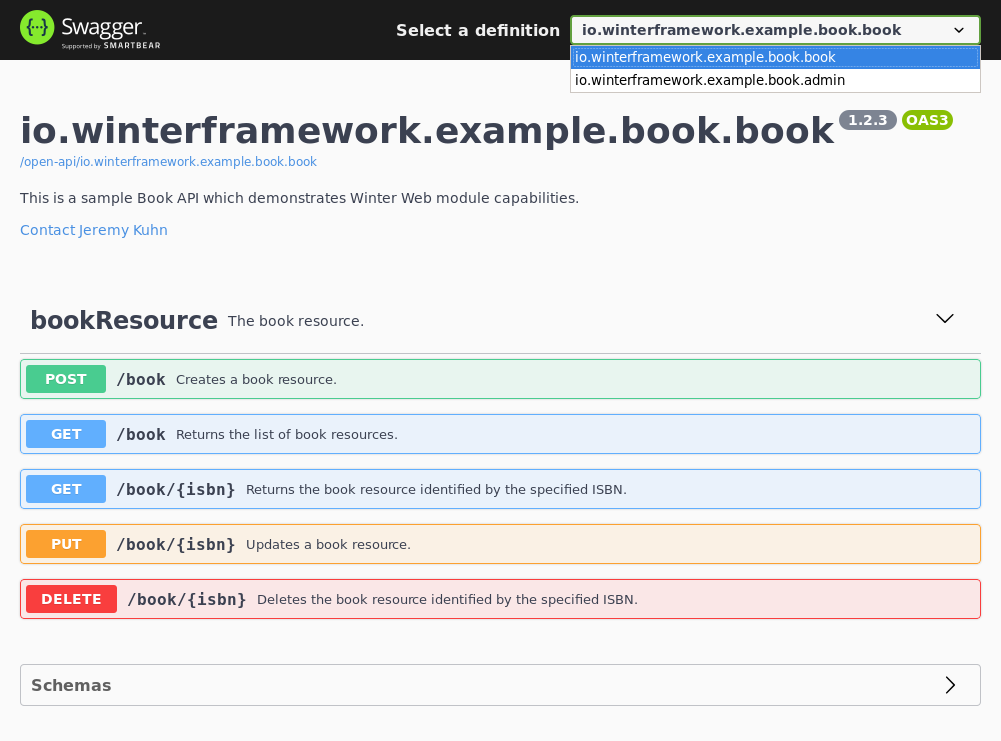 Swagger
Supported by SMARTBEAR
Select a definition
io.winterframework.example.book.book
io.winterframework.example.book.book
io.winterframework.example.book.admin
io.winterframework.example.book.book 1.2.3 OAS3
/open-api/io.winterframework.example.book.book
This is a sample Book API which demonstrates Winter Web module capabilities.
Contact Jeremy Kuhn
bookResource The book resource.
POST /book Creates a book resource.
GET /book Returns the list of book resources.
GET /book/{isbn} Returns the book resource identified by the specified ISBN.
PUT /book/{isbn} Updates a book resource.
DELETE /book/{isbn} Deletes the book resource identified by the specified ISBN.
Schemas